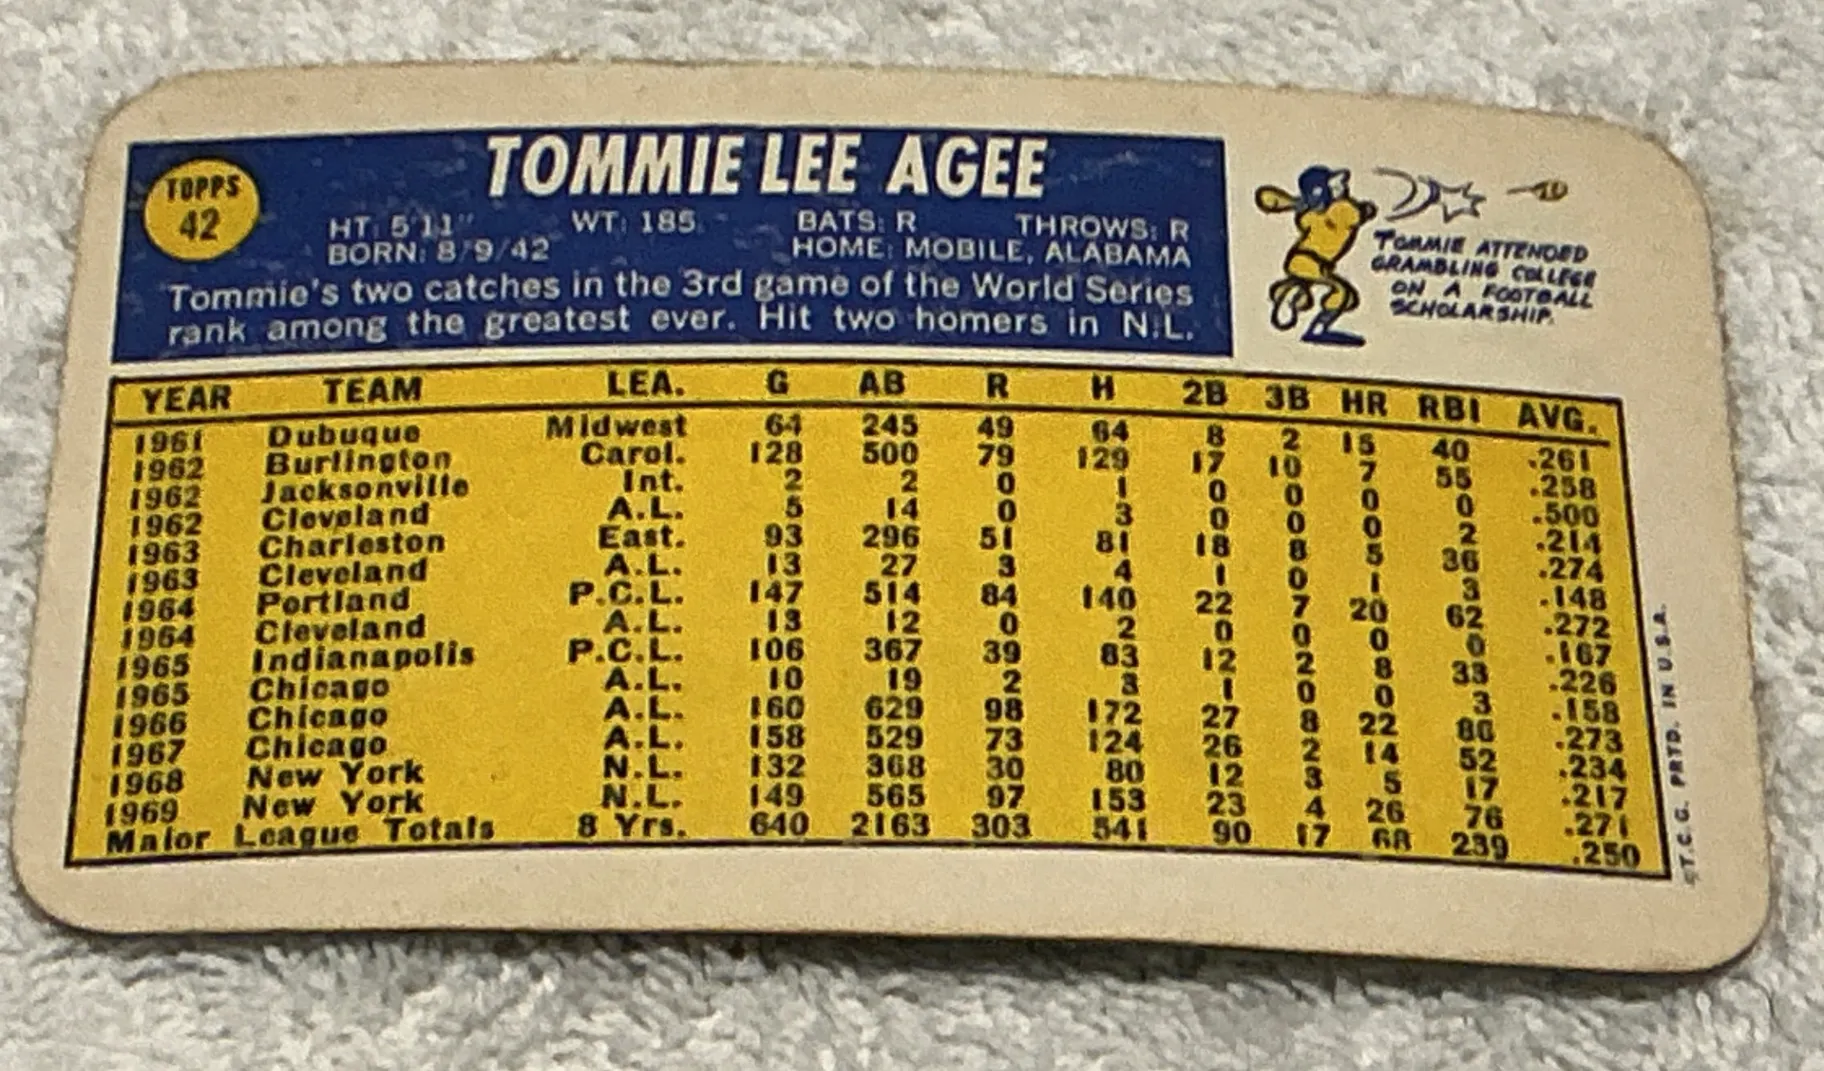 TOPPS
42
TOMMIE LEE AGEE
HT: 5'11" WT: 185 BATS: R THROWS: R
BORN: 8/9/42 HOME: MOBILE, ALABAMA
Tommie's two catches in the 3rd game of the World Series
rank among the greatest ever. Hit two homers in N.L.
TOMMIE ATTENDED
GRAMBLING COLLEGE
ON A FOOTBALL
SCHOLARSHIP.
YEAR TEAM LEA. G AB R H 2B 3B HR RBI AVG.
1961 Dubuque Midwest 64 245 49 64 8 2 15 40 .261
1962 Burlington Carol. 128 500 79 129 17 10 7 55 .258
1962 Jacksonville Int. 2 2 0 1 0 0 0 0 .500
1962 Cleveland A.L. 5 14 0 3 0 0 0 2 .214
1963 Charleston East. 93 296 51 81 18 8 5 36 .274
1963 Cleveland A.L. 13 27 3 4 1 0 1 3 .148
1964 Portland P.C.L. 147 514 84 140 22 7 20 62 .272
1964 Cleveland A.L. 13 12 0 2 0 0 0 0 .167
1965 Indianapolis P.C.L. 106 367 39 83 12 2 8 33 .226
1965 Chicago A.L. 10 19 2 3 1 0 0 3 .158
1966 Chicago A.L. 160 629 98 172 27 8 22 86 .273
1967 Chicago A.L. 158 529 73 124 26 2 14 52 .234
1968 New York N.L. 132 368 30 80 12 3 5 17 .217
1969 New York N.L. 149 565 97 153 23 4 26 76 .271
Major League Totals 8 Yrs. 640 2163 303 541 90 17 68 239 .250
©T.C.G. PRTD. IN U.S.A.